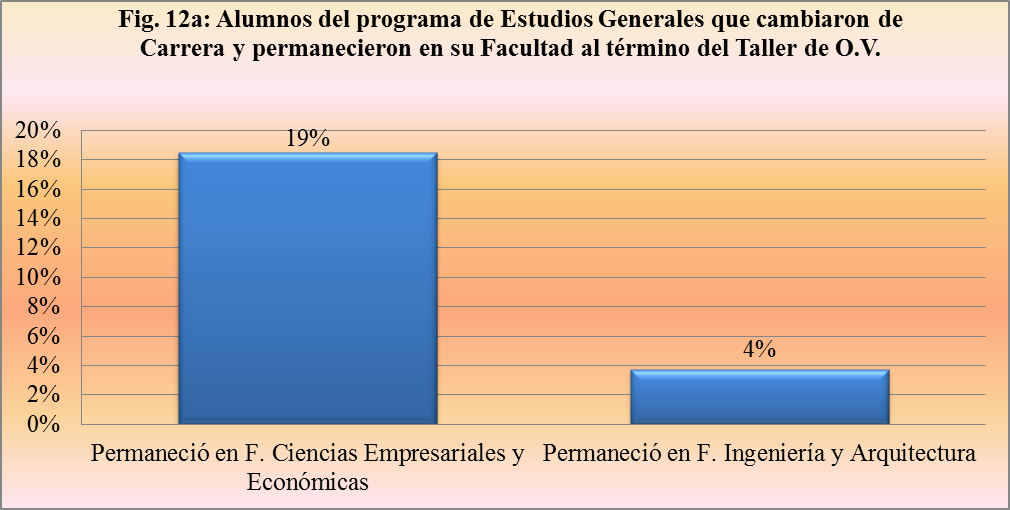 Fig. 12a: Alumnos del programa de Estudios Generales que cambiaron de
Carrera y permanecieron en su Facultad al término del Taller de O.V.
20%
18%
16%
14%
12%
10%
8%
6%
4%
2%
0%
19%
4%
Permaneció en F. Ciencias Empresariales y
Económicas
Permaneció en F. Ingeniería y Arquitectura